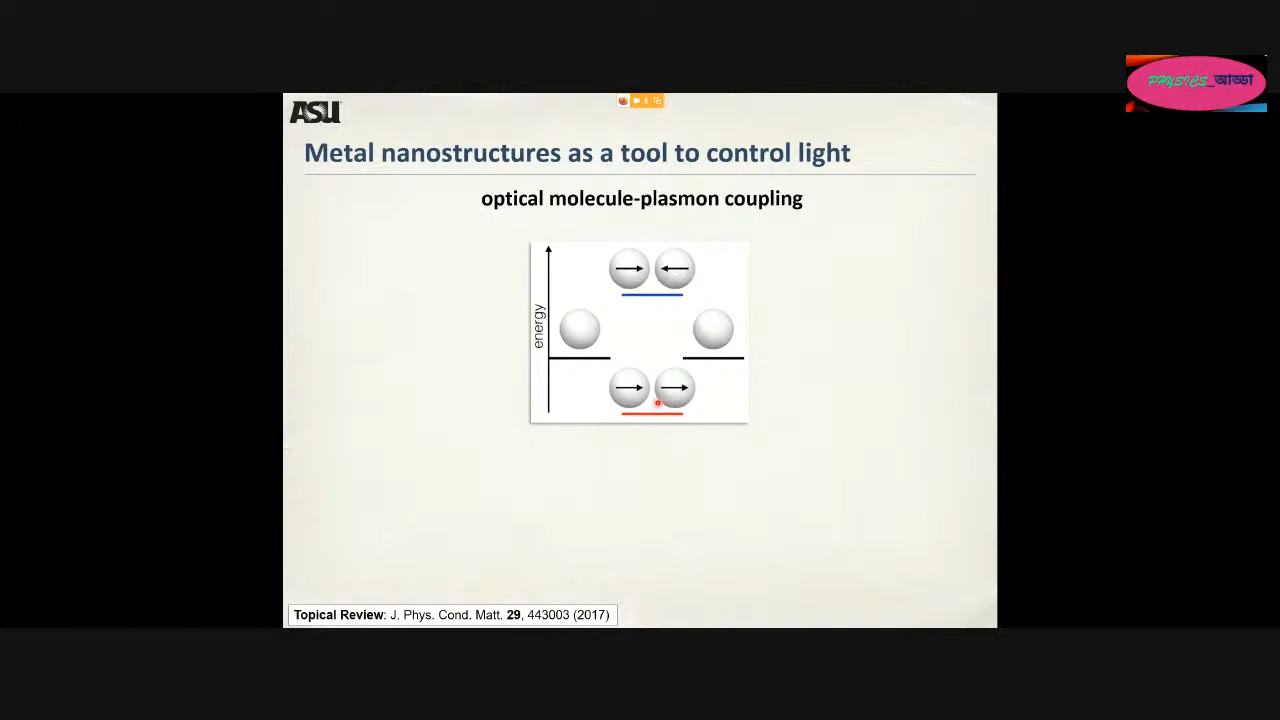 PHYSICS_আড্ডা
ASU
Metal nanostructures as a tool to control light
optical molecule-plasmon coupling
energy
Topical Review: J. Phys. Cond. Matt. 29, 443003 (2017)